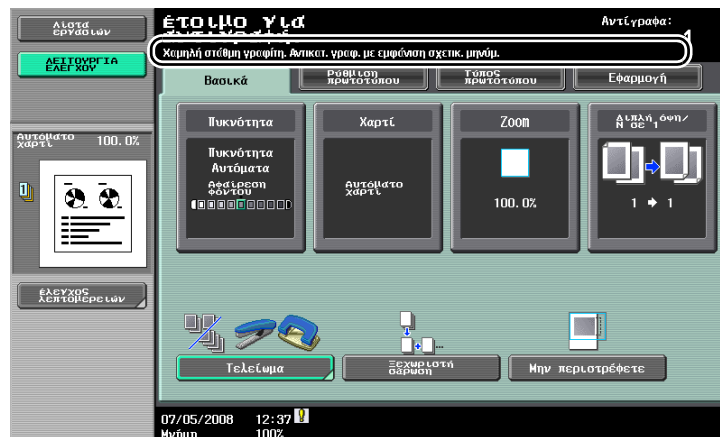 Λίστα
εργασιών
έτοιμο για
αντιγραφή
Αντίγραφα:
1
Χαμηλή στάθμη γραφίτη. Αντικατ. γραφ. με εμφάνιση σχετικ. μηνύμ.
ΛΕΙΤΟΥΡΓΙΑ
ΕΛΕΓΧΟΥ
Βασικά
Ρύθμιση
πρωτοτύπου
Τύπος
πρωτοτύπου
Εφαρμογή
Αυτόματο
χαρτί
100.0%
Πυκνότητα
Χαρτί
Zoom
Διπλή όψη/
N σε 1
Πυκνότητα
Αυτόματα
Αφαίρεση
φόντου
Αυτόματο
χαρτί
100.0%
1 → 1
έλεγχος
λεπτομερειών
Τελείωμα
Ξεχωριστή
σάρωση
Μην περιστρέφετε
07/05/2008 12:37
Μνήμη 100%